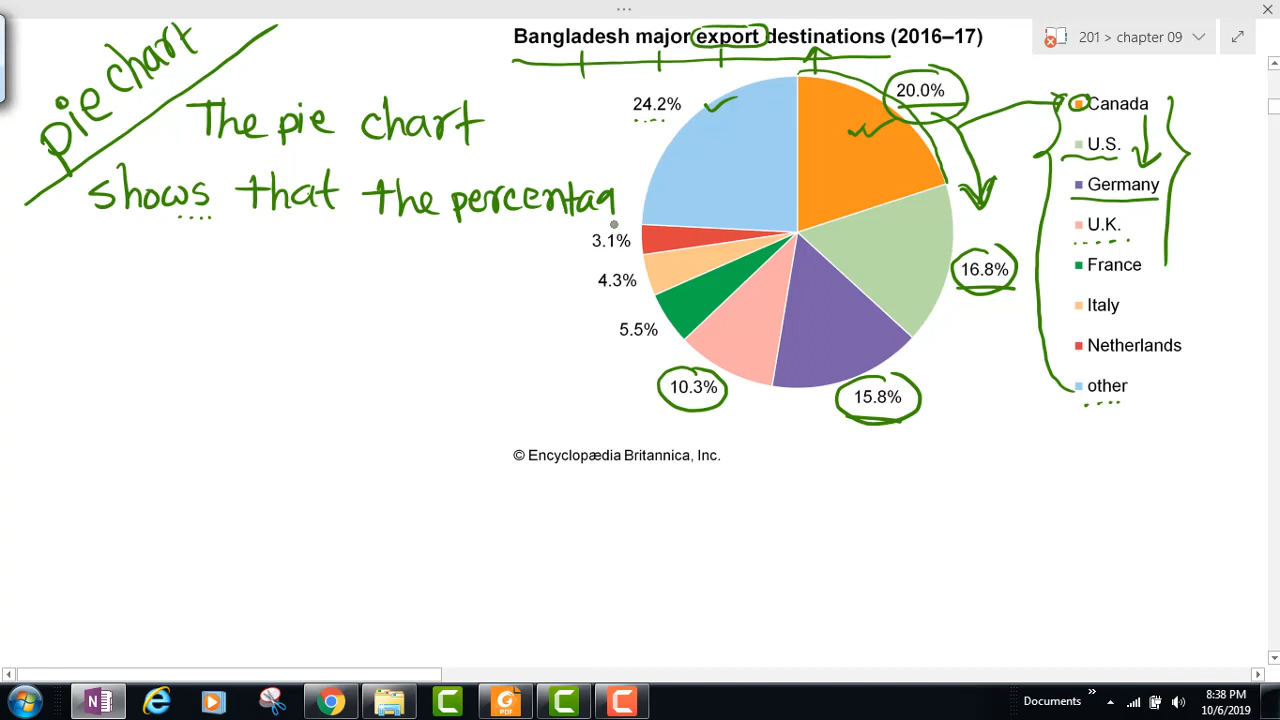 Bangladesh major export destinations (2016–17)
201 > chapter 09
pie chart
The pie chart
shows that the percentag
24.2%
20.0%
16.8%
15.8%
10.3%
5.5%
4.3%
3.1%
Canada
U.S.
Germany
U.K.
France
Italy
Netherlands
other
© Encyclopædia Britannica, Inc.
Documents
8:38 PM
10/6/2019